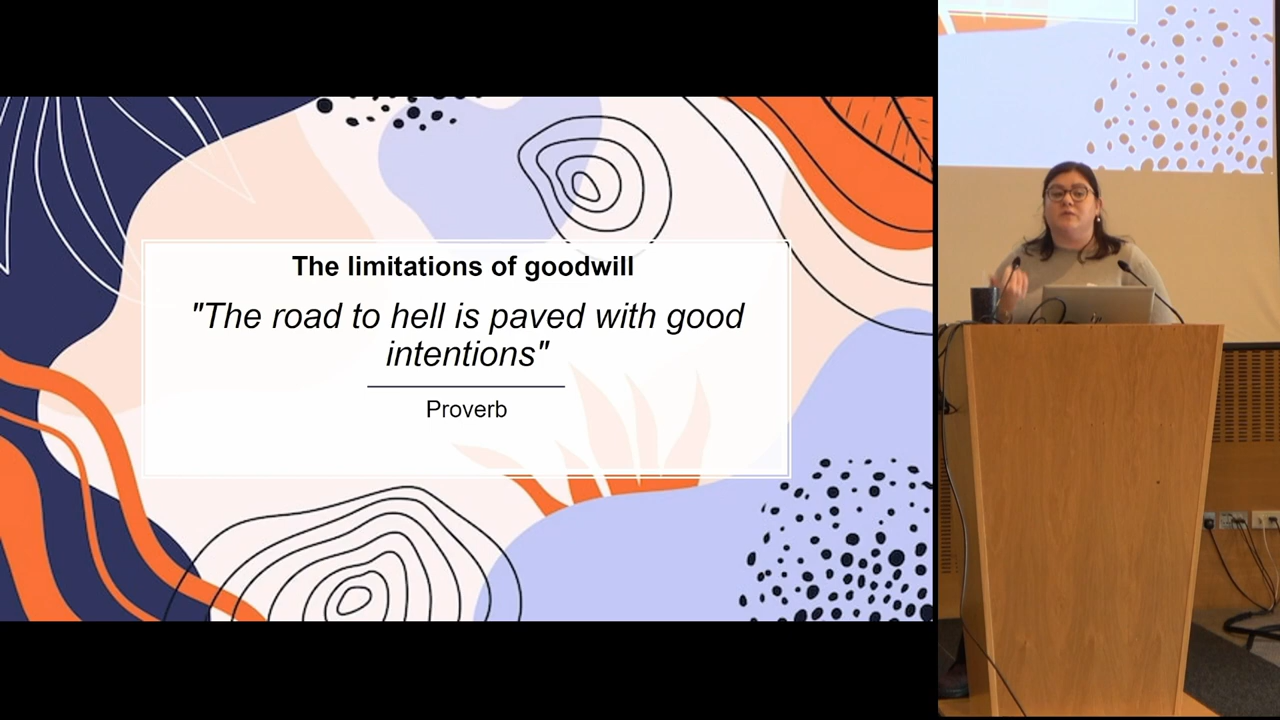 The limitations of goodwill
"The road to hell is paved with good
intentions"
Proverb